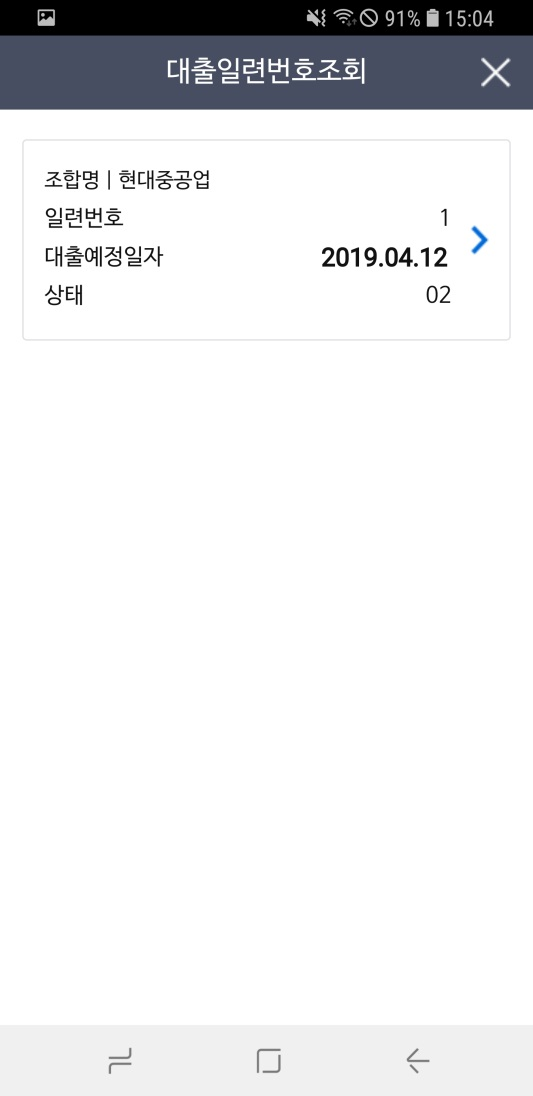 91% 15:04
대출일련번호조회
조합명 | 현대중공업
일련번호 1
대출예정일자 2019.04.12
상태 02